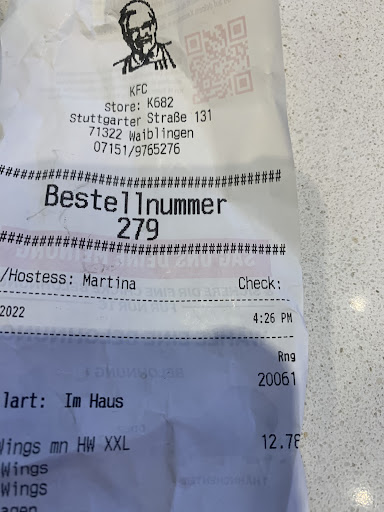 KFC
Store: K682
Stuttgarter Straße 131
71322 Waiblingen
07151/9765276
Bestellnummer
279
/Hostess: Martina Check:
2022 4:26 PM
Rng
20061
lart: Im Haus
Wings mn HW XXL 12.78
Wings
Wings